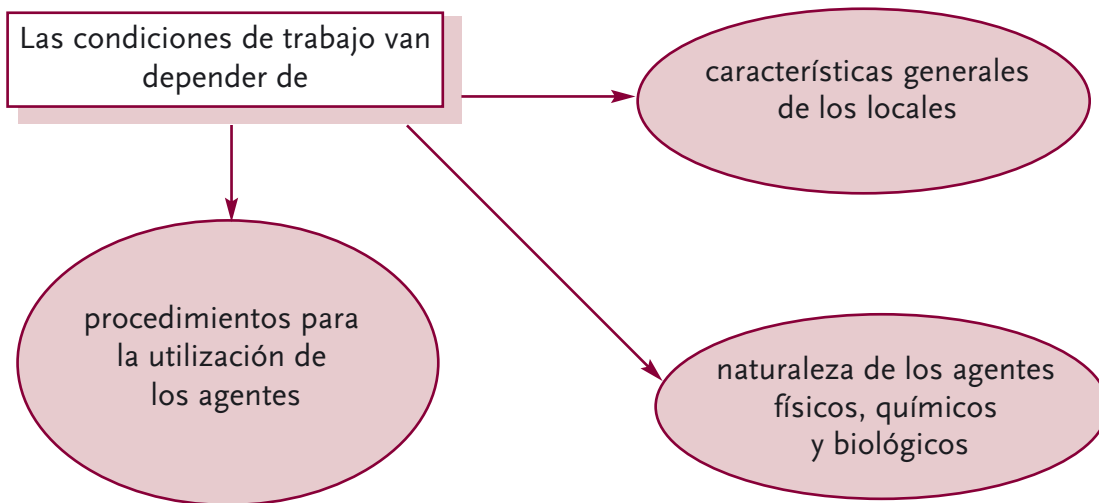 Las condiciones de trabajo van
depender de
características generales
de los locales
procedimientos para
la utilización de
los agentes
naturaleza de los agentes
físicos, químicos
y biológicos